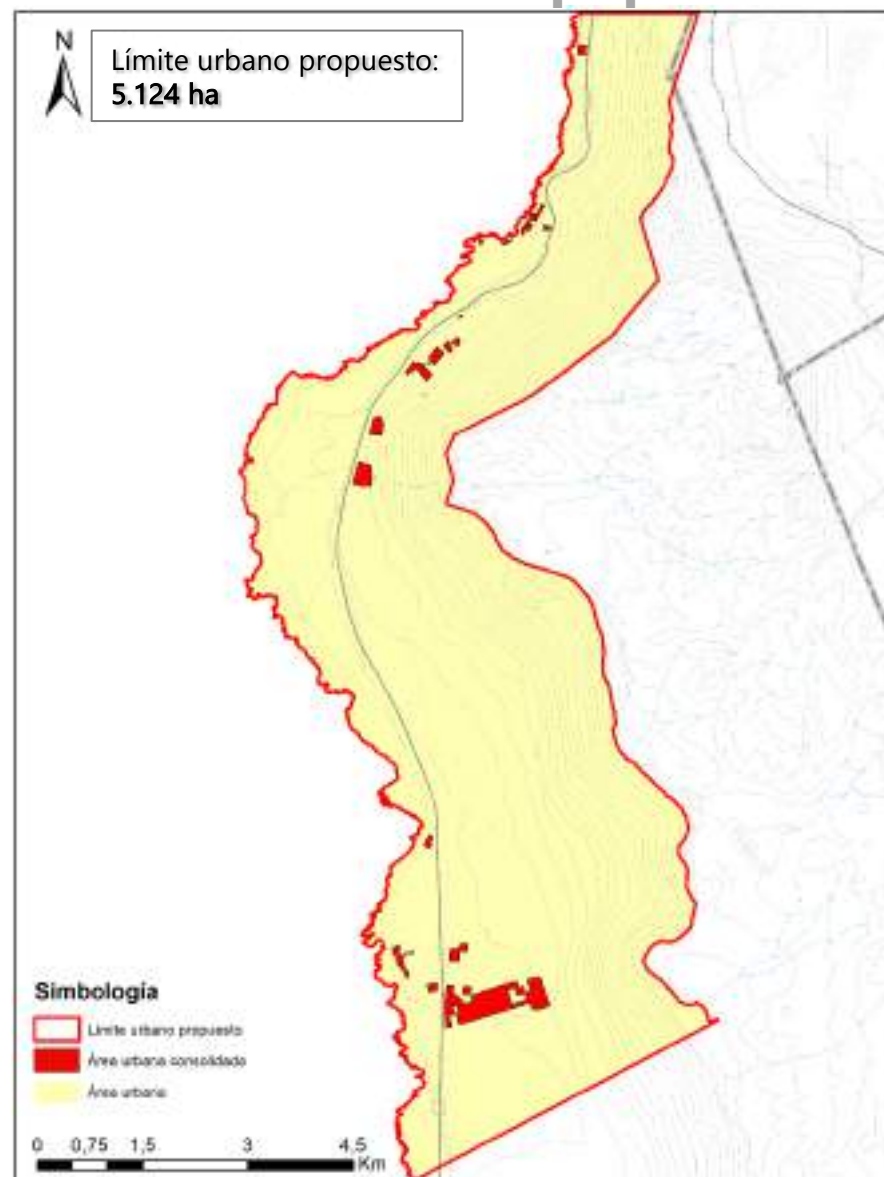 N
Límite urbano propuesto:
5.124 ha
Simbología
Límite urbano propuesto
Área urbana consolidada
Área urbana
0 0,75 1,5 3 4,5
Km